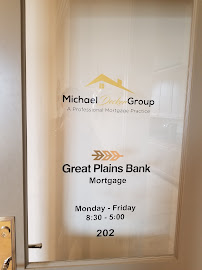 Michael Group
A Professional Mortgage Practice
Great Plains Bank
Mortgage
Monday - Friday
8:30 - 5:00
202